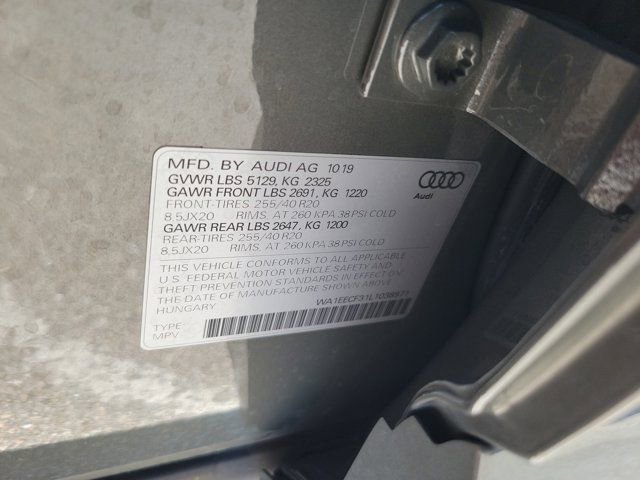 MFD. BY AUDI AG 10 19
GVWR LBS 5129, KG 2325
GAWR FRONT LBS 2691, KG 1220
FRONT-TIRES 255/40 R20
8,5JX20 RIMS, AT 260 KPA 38 PSI COLD
GAWR REAR LBS 2647, KG 1200
REAR-TIRES 255/40 R20
8,5JX20 RIMS, AT 260 KPA 38 PSI COLD
Audi
THIS VEHICLE CONFORMS TO ALL APPLICABLE
U.S. FEDERAL MOTOR VEHICLE SAFETY AND
THEFT PREVENTION STANDARDS IN EFFECT ON
THE DATE OF MANUFACTURE SHOWN ABOVE
HUNGARY
TYPE
MPV